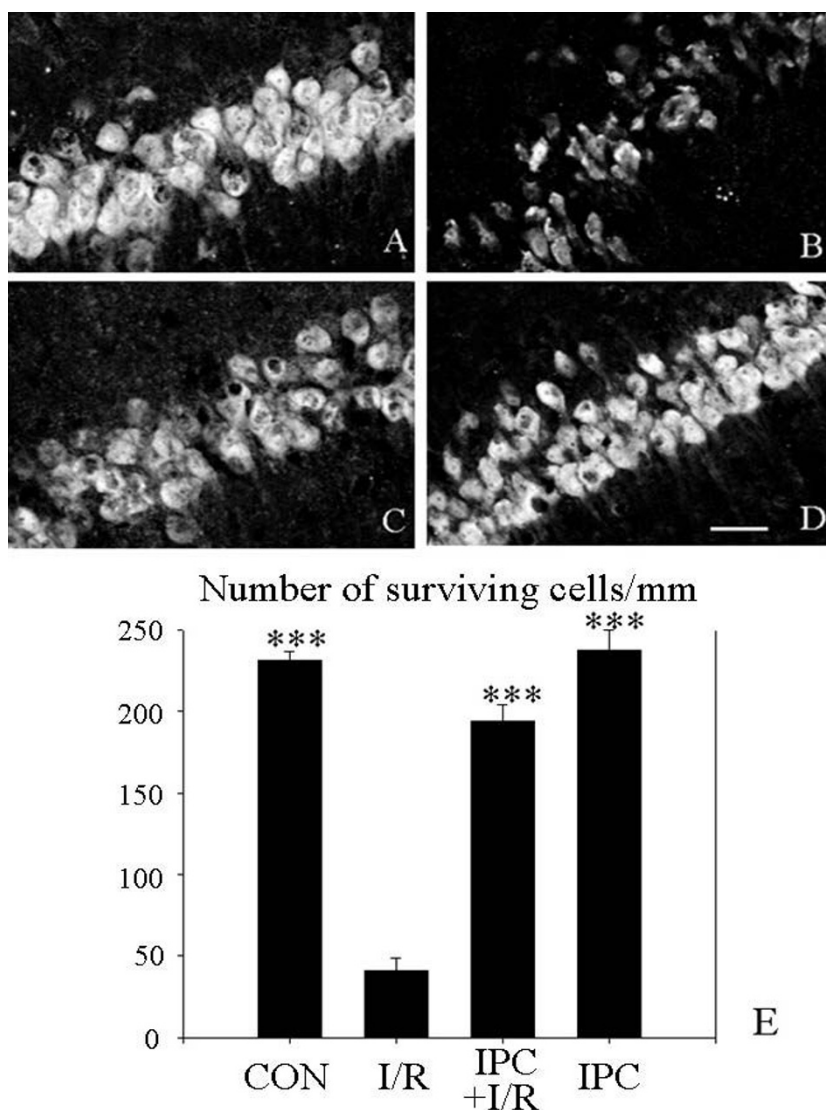 A
B
C
D
Number of surviving cells/mm
250
200
150
100
50
0
***
***
***
E
CON
I/R
IPC
+I/R
IPC